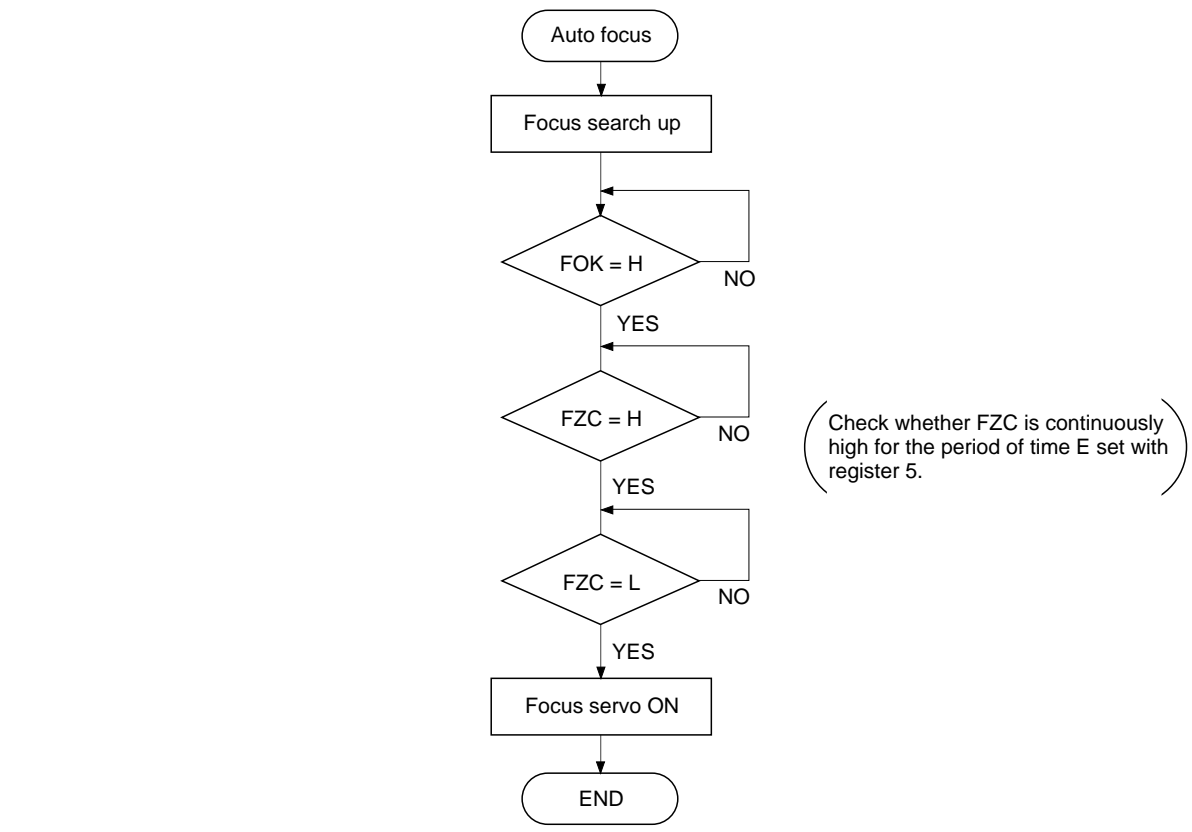 Auto focus
Focus search up
FOK = H
NO
YES
FZC = H
NO
Check whether FZC is continuously
high for the period of time E set with
register 5.
YES
FZC = L
NO
YES
Focus servo ON
END